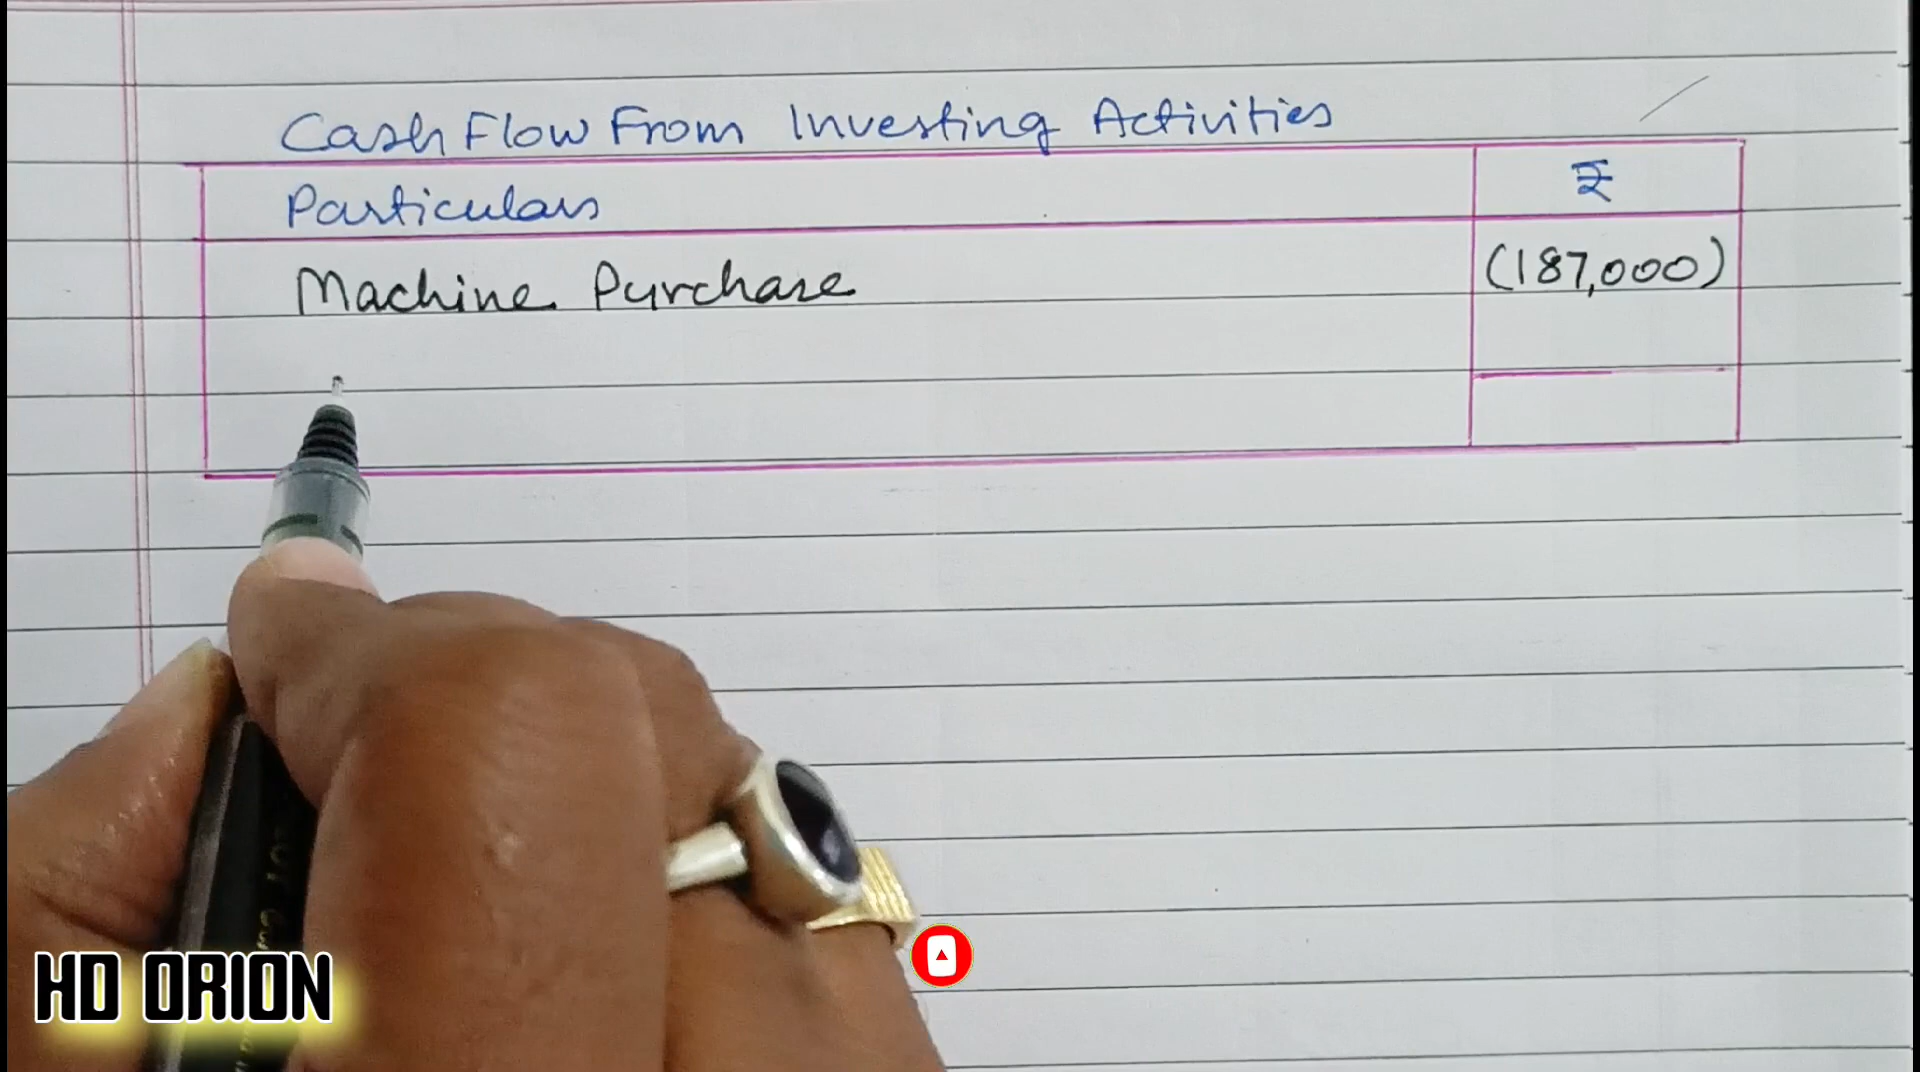 Cash Flow From Investing Activities
Particulars ₹
Machine Purchase (187,000)
HD ORION